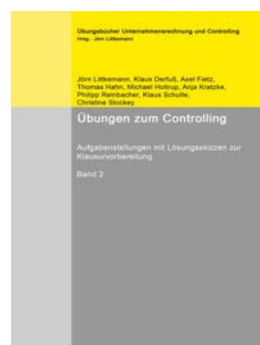 Übungsbücher Unternehmensrechnung und Controlling
Hrsg.: Jörn Littkemann
Jörn Littkemann, Klaus Derfuß, Axel Fietz,
Thomas Hahn, Michael Holtrup, Anja Kratzke,
Philipp Reinbacher, Klaus Schulte,
Christine Stockey
Übungen zum Controlling
Aufgabenstellungen mit Lösungsskizzen zur
Klausurvorbereitung
Band 2